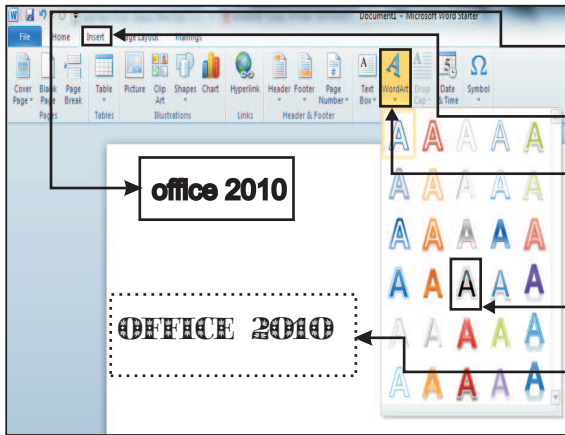 Document1 - Microsoft Word Starter
File Home Insert Page Layout Mailings
Cover Page Blank Page Page Break Table Picture Clip Art Shapes Chart Hyperlink Header Footer Page Number Text Box WordArt Drop Cap Date & Time Symbol
Pages Tables Illustrations Links Header & Footer
office 2010
OFFICE 2010